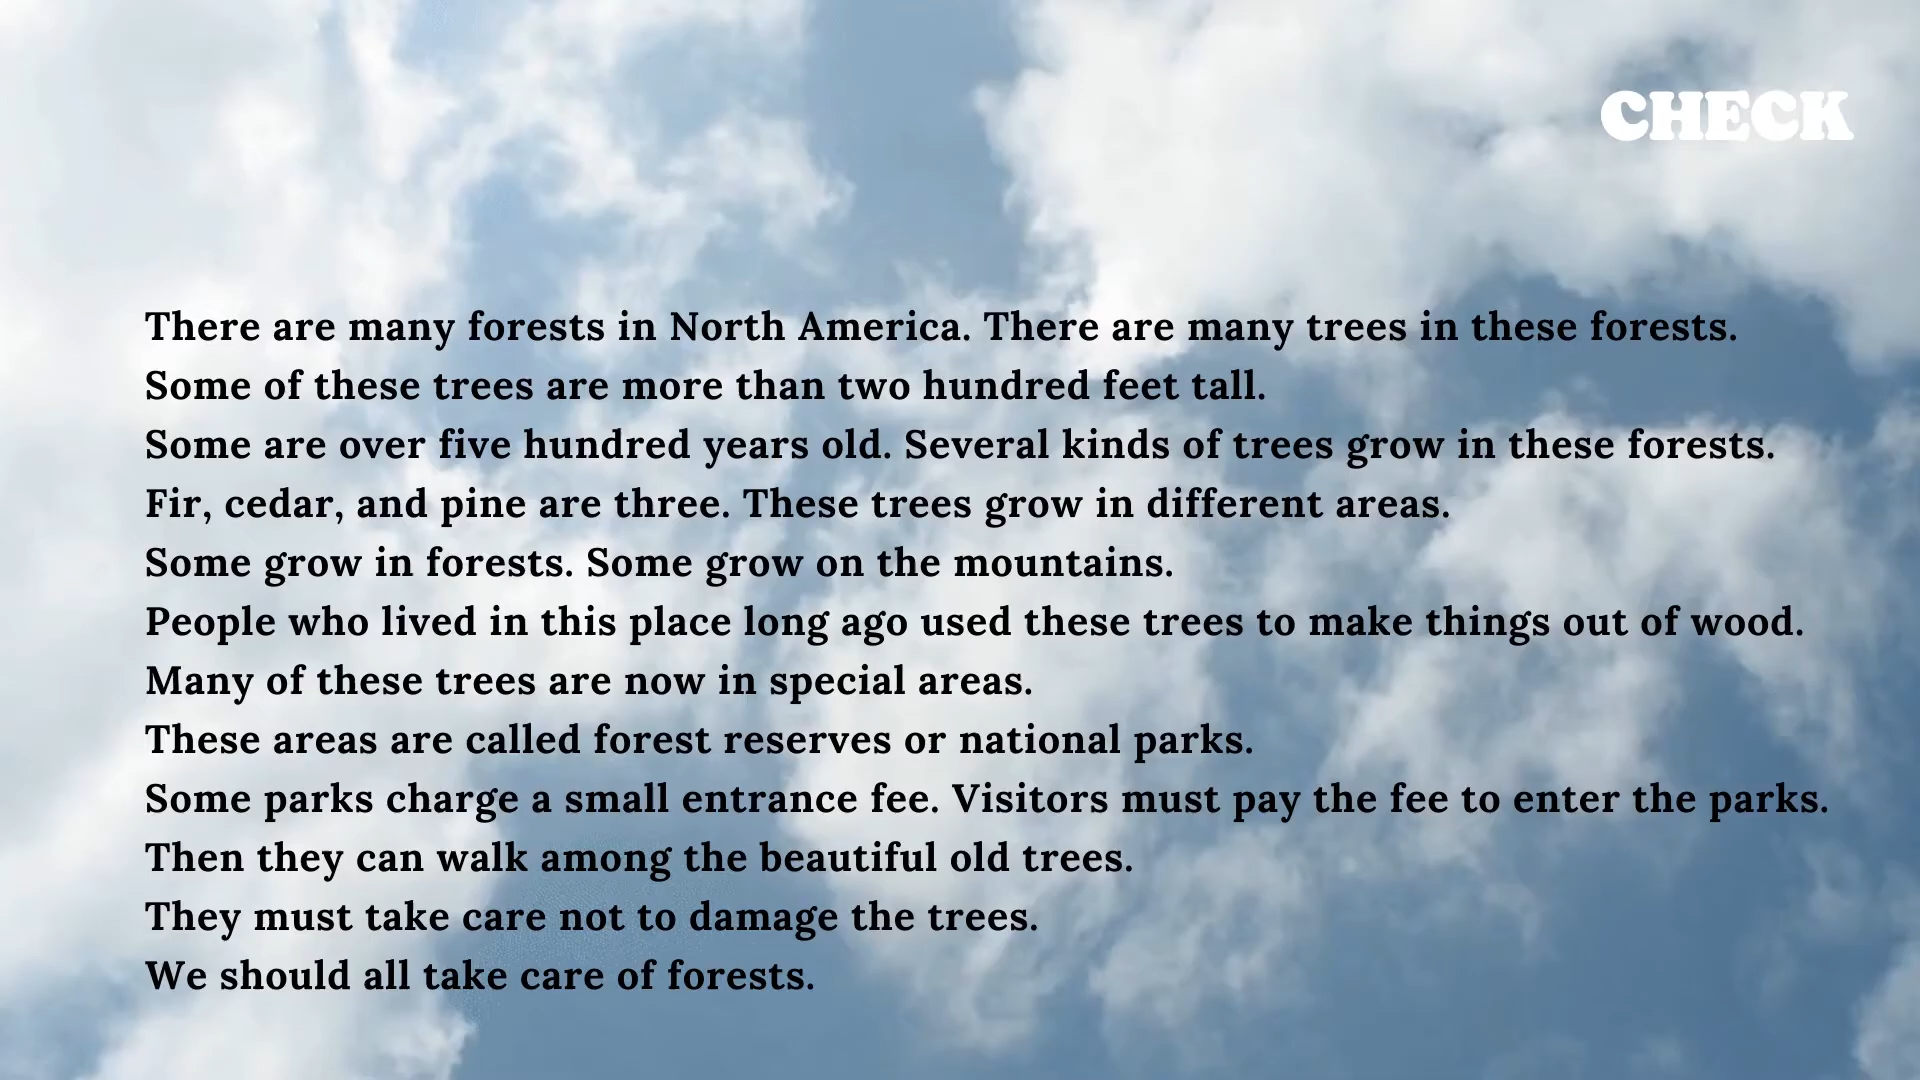 CHECK
There are many forests in North America. There are many trees in these forests.
Some of these trees are more than two hundred feet tall.
Some are over five hundred years old. Several kinds of trees grow in these forests.
Fir, cedar, and pine are three. These trees grow in different areas.
Some grow in forests. Some grow on the mountains.
People who lived in this place long ago used these trees to make things out of wood.
Many of these trees are now in special areas.
These areas are called forest reserves or national parks.
Some parks charge a small entrance fee. Visitors must pay the fee to enter the parks.
Then they can walk among the beautiful old trees.
They must take care not to damage the trees.
We should all take care of forests.